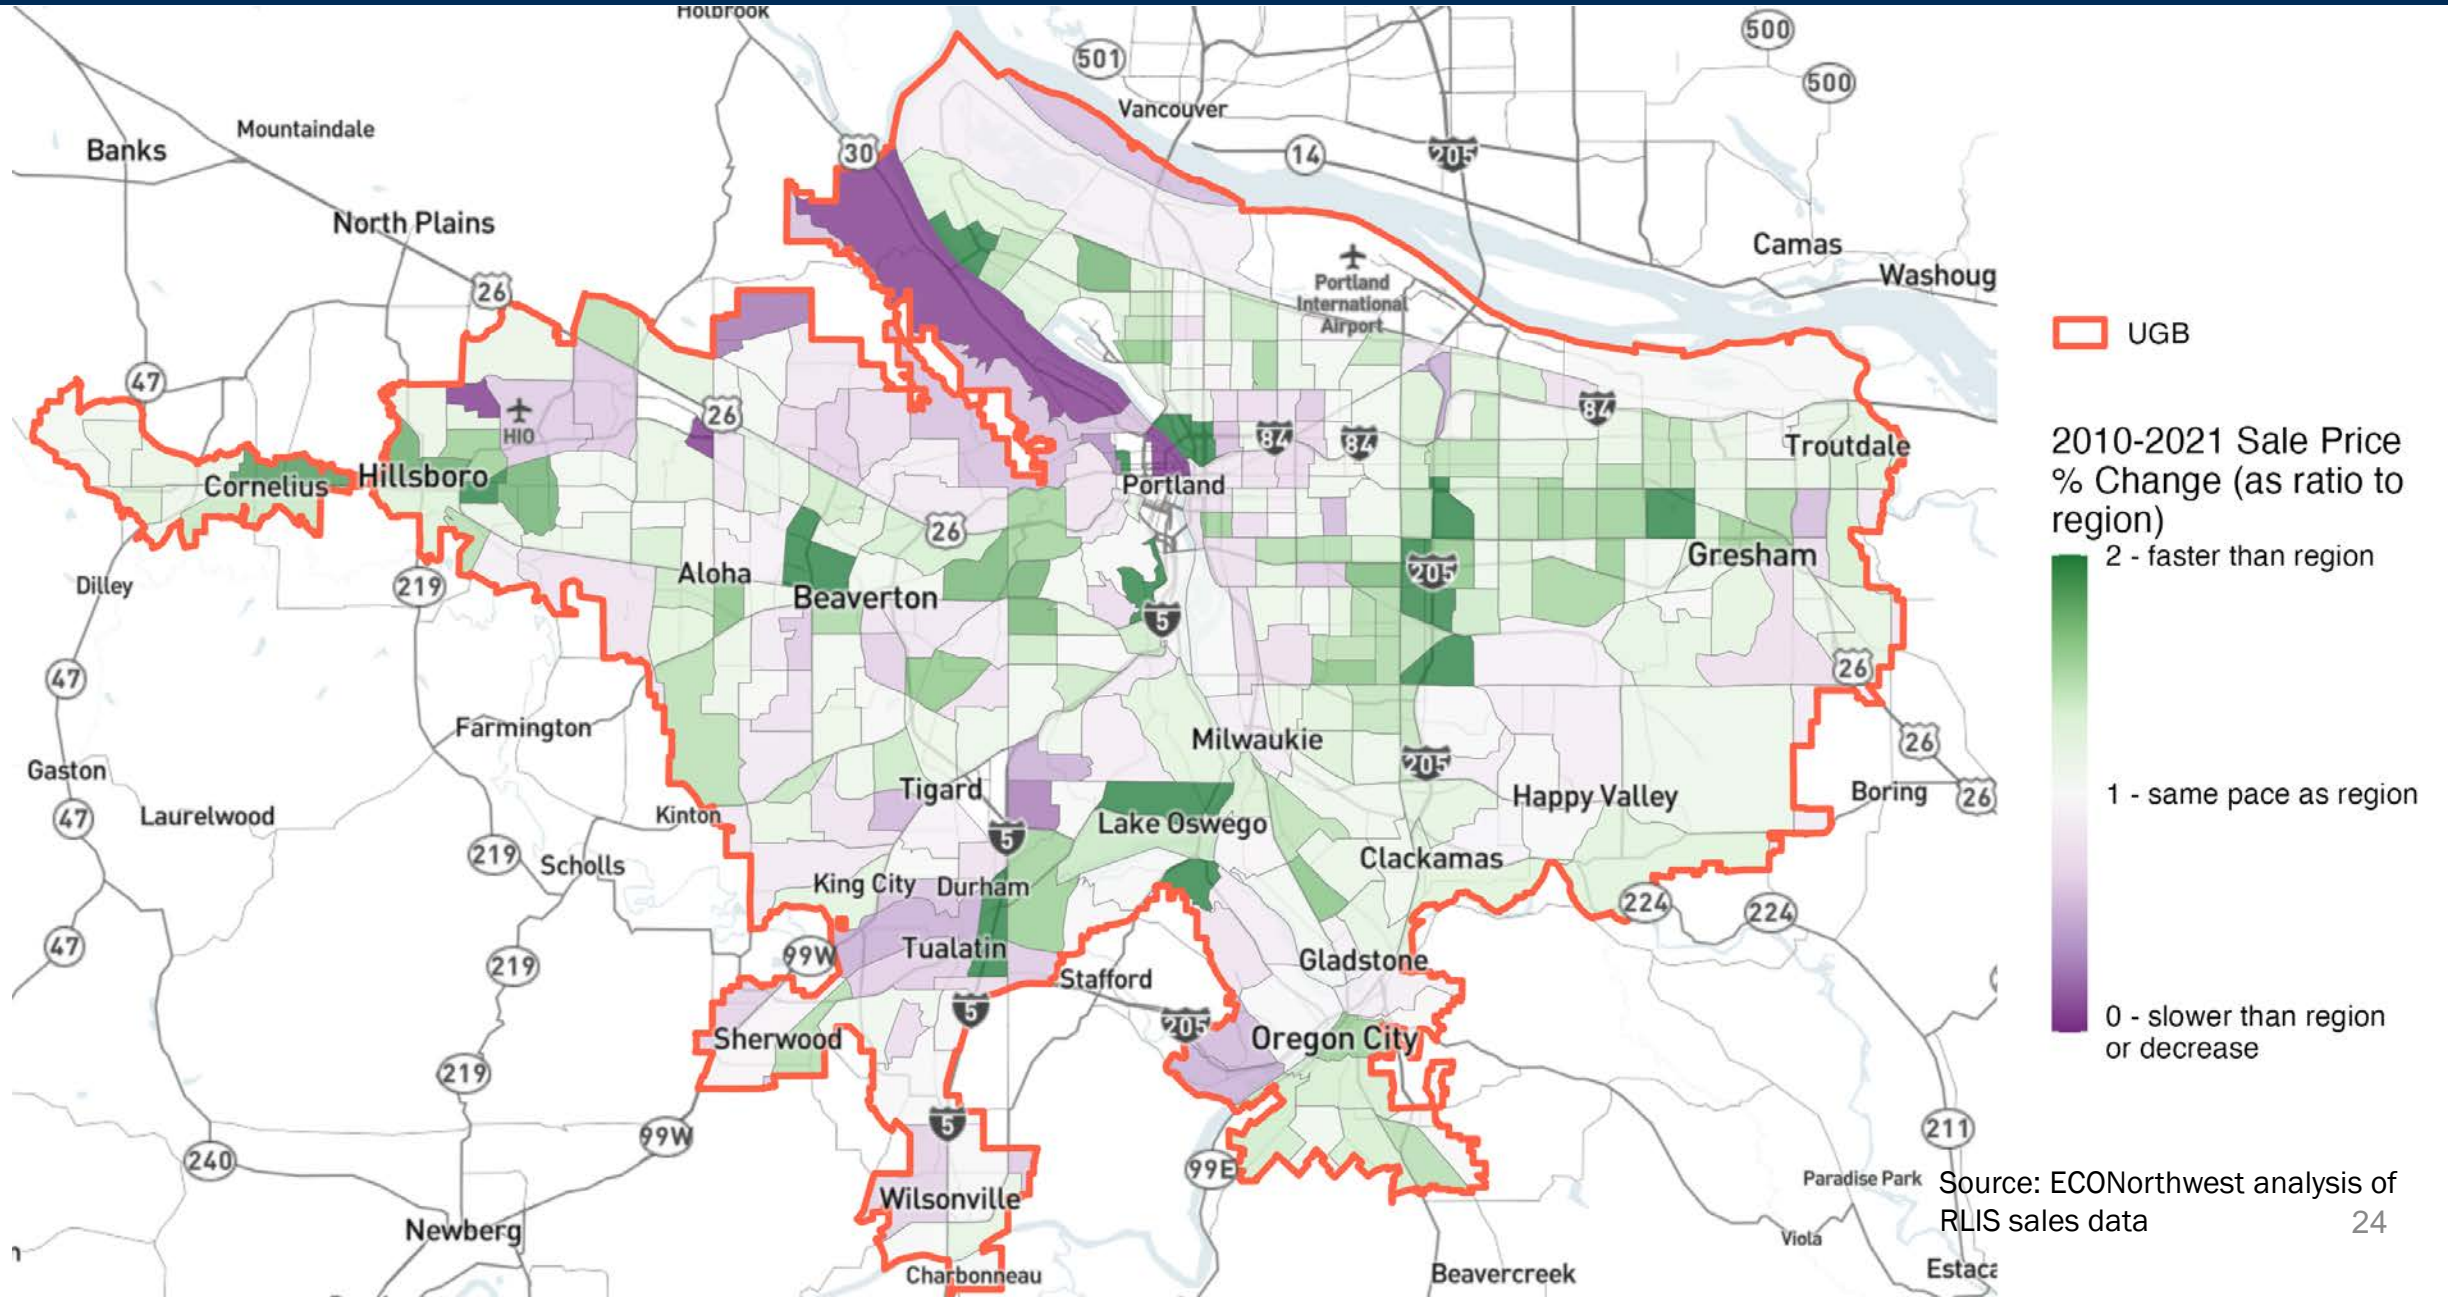 Holbrook
501
500
500
Vancouver
Mountaindale
Banks
30
14
205
North Plains
Camas
Washoug
26
Portland
International
Airport
UGB
47
26
HIO
84
84
84
2010-2021 Sale Price
% Change (as ratio to
region)
Troutdale
Cornelius
Hillsboro
Portland
26
2 - faster than region
Gresham
Aloha
205
Dilley
219
Beaverton
5
26
47
Farmington
Milwaukie
26
205
Gaston
Tigard
Happy Valley
Boring
26
1 - same pace as region
47
Laurelwood
Kinton
Lake Oswego
5
219
Scholls
Clackamas
King City
Durham
224
224
47
99W
Tualatin
Gladstone
219
Stafford
5
205
0 - slower than region
or decrease
Sherwood
Oregon City
219
5
99W
211
240
99E
Paradise Park
Source: ECONorthwest analysis of
RLIS sales data
24
Wilsonville
Newberg
Viola
Charbonneau
Beavercreek
Estaca
n